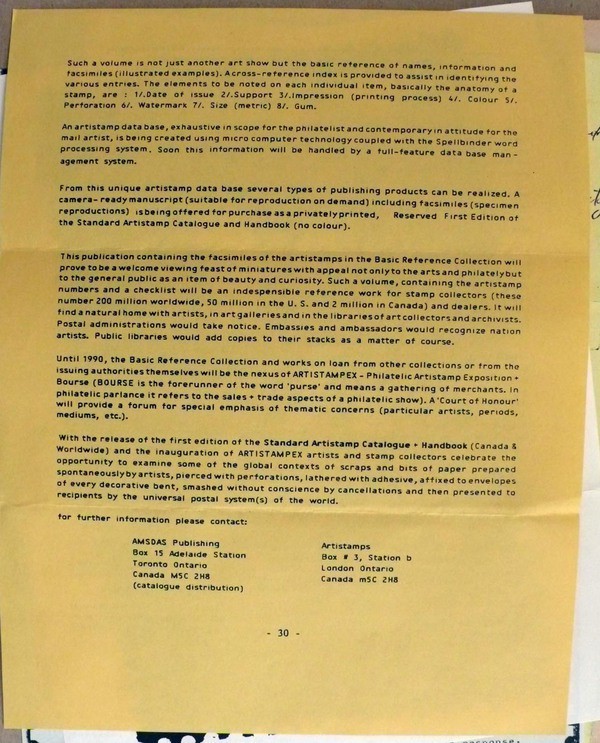 Such a volume is not just another art show but the basic reference of names, information and
facsimiles (illustrated examples). A cross-reference index is provided to assist in identifying the
various entries. The elements to be noted on each individual item, basically the anatomy of a
stamp, are : 1/.Date of issue 2/.Support 3/.Impression (printing process) 4/. Colour 5/.
Perforation 6/. Watermark 7/. Size (metric) 8/. Gum.
An artistamp data base, exhaustive in scope for the philatelist and contemporary in attitude for the
mail artist, is being created using micro computer technology coupled with the Spellbinder word
processing system. Soon this information will be handled by a full-feature data base man-
agement system.
From this unique artistamp data base several types of publishing products can be realized. A
camera-ready manuscript (suitable for reproduction on demand) including facsimiles (specimen
reproductions) is being offered for purchase as a privately printed, Reserved First Edition of
the Standard Artistamp Catalogue and Handbook (no colour).
This publication containing the facsimiles of the artistamps in the Basic Reference Collection will
prove to be a welcome viewing feast of miniatures with appeal not only to the arts and philately but
to the general public as an item of beauty and curiosity. Such a volume, containing the artistamp
numbers and a checklist will be an indespensible reference work for stamp collectors (these
number 200 million worldwide, 50 million in the U. S. and 2 million in Canada) and dealers. It will
find a natural home with artists, in art galleries and in the libraries of art collectors and archivists.
Postal administrations would take notice. Embassies and ambassadors would recognize nation
artists. Public libraries would add copies to their stacks as a matter of course.
Until 1990, the Basic Reference Collection and works on loan from other collections or from the
issuing authorities themselves will be the nexus of ARTISTAMPEX - Philatelic Artistamp Exposition +
Bourse (BOURSE is the forerunner of the word 'purse' and means a gathering of merchants. In
philatelic parlance it refers to the sales + trade aspects of a philatelic show). A 'Court of Honour'
will provide a forum for special emphasis of thematic concerns (particular artists, periods,
mediums, etc.).
With the release of the first edition of the Standard Artistamp Catalogue + Handbook (Canada &
Worldwide) and the inauguration of ARTISTAMPEX artists and stamp collectors celebrate the
opportunity to examine some of the global contexts of scraps and bits of paper prepared
spontaneously by artists, pierced with perforations, lathered with adhesive, affixed to envelopes
of every decorative bent, smashed without conscience by cancellations and then presented to
recipients by the universal postal system(s) of the world.
for further information please contact:
AMSDAS Publishing
Box 15 Adelaide Station
Toronto Ontario
Canada M5C 2H8
(catalogue distribution)
Artistamps
Box # 3, Station b
London Ontario
Canada m5C 2H8
- 30 -